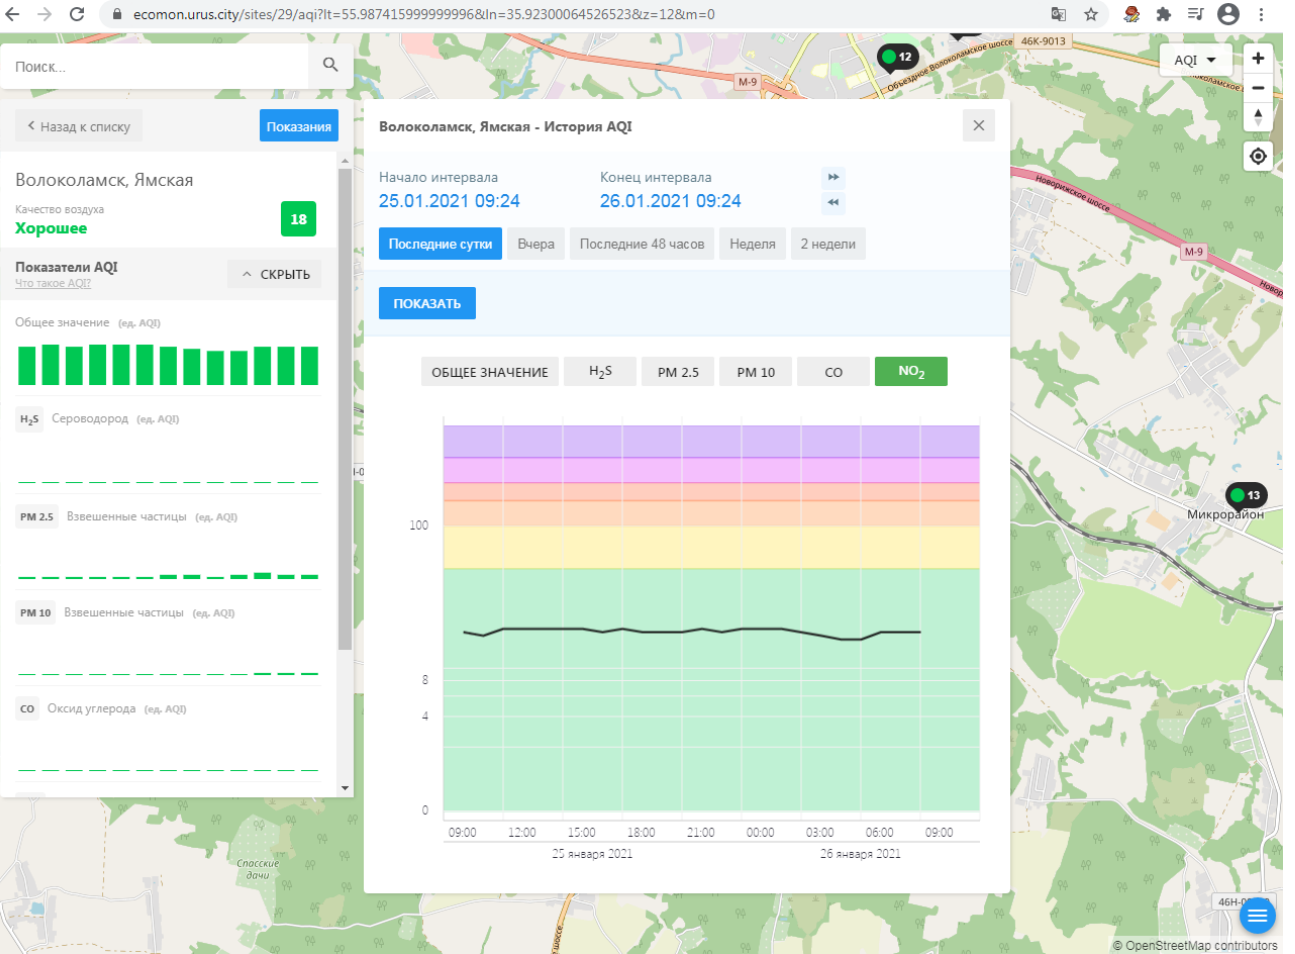 ecomon.urus.city/sites/29/aqi?lt=55.987415999999996&ln=35.92300064526523&z=12&m=0
Поиск...
AQI
12
46К-9013
Объездное Волоколамское шоссе
М-9
Назад к списку
Показания
Волоколамск, Ямская - История AQI
Волоколамск, Ямская
Качество воздуха
Хорошее
18
Начало интервала
Конец интервала
25.01.2021 09:24
26.01.2021 09:24
Последние сутки
Вчера
Последние 48 часов
Неделя
2 недели
Новорижское шоссе
М-9
Показатели AQI
Что такое AQI?
СКРЫТЬ
ПОКАЗАТЬ
Общее значение (ед. AQI)
ОБЩЕЕ ЗНАЧЕНИЕ
H₂S
PM 2.5
PM 10
CO
NO₂
H₂S Сероводород (ед. AQI)
PM 2.5 Взвешенные частицы (ед. AQI)
PM 10 Взвешенные частицы (ед. AQI)
CO Оксид углерода (ед. AQI)
100
8
4
0
09:00
12:00
15:00
18:00
21:00
00:00
03:00
06:00
09:00
25 января 2021
26 января 2021
13
Микрорайон
Спасские
дачи
© OpenStreetMap contributors